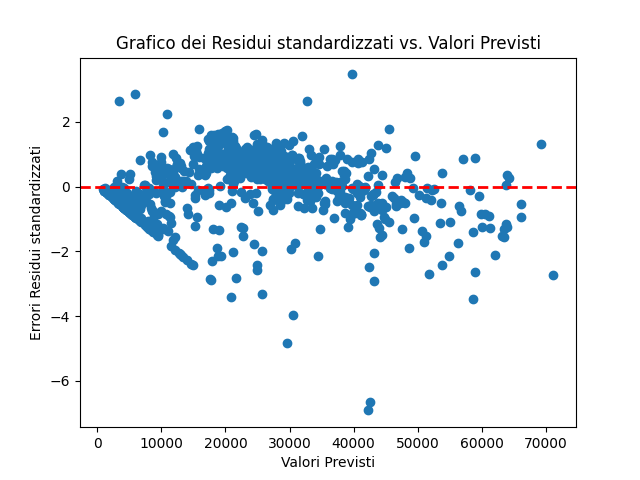 Grafico dei Residui standardizzati vs. Valori Previsti
Errori Residui standardizzati
2
0
−2
−4
−6
0 10000 20000 30000 40000 50000 60000 70000
Valori Previsti